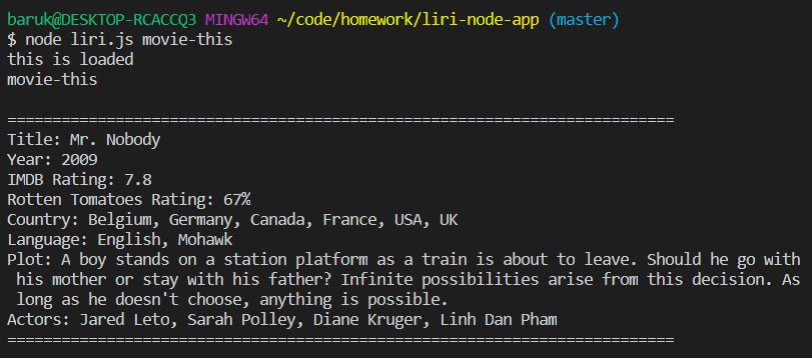 baruk@DESKTOP-RCACCQ3 MINGW64 ~/code/homework/liri-node-app (master)
$ node liri.js movie-this
this is loaded
movie-this
==========================================================================
Title: Mr. Nobody
Year: 2009
IMDB Rating: 7.8
Rotten Tomatoes Rating: 67%
Country: Belgium, Germany, Canada, France, USA, UK
Language: English, Mohawk
Plot: A boy stands on a station platform as a train is about to leave. Should he go with
his mother or stay with his father? Infinite possibilities arise from this decision. As
long as he doesn't choose, anything is possible.
Actors: Jared Leto, Sarah Polley, Diane Kruger, Linh Dan Pham
==========================================================================